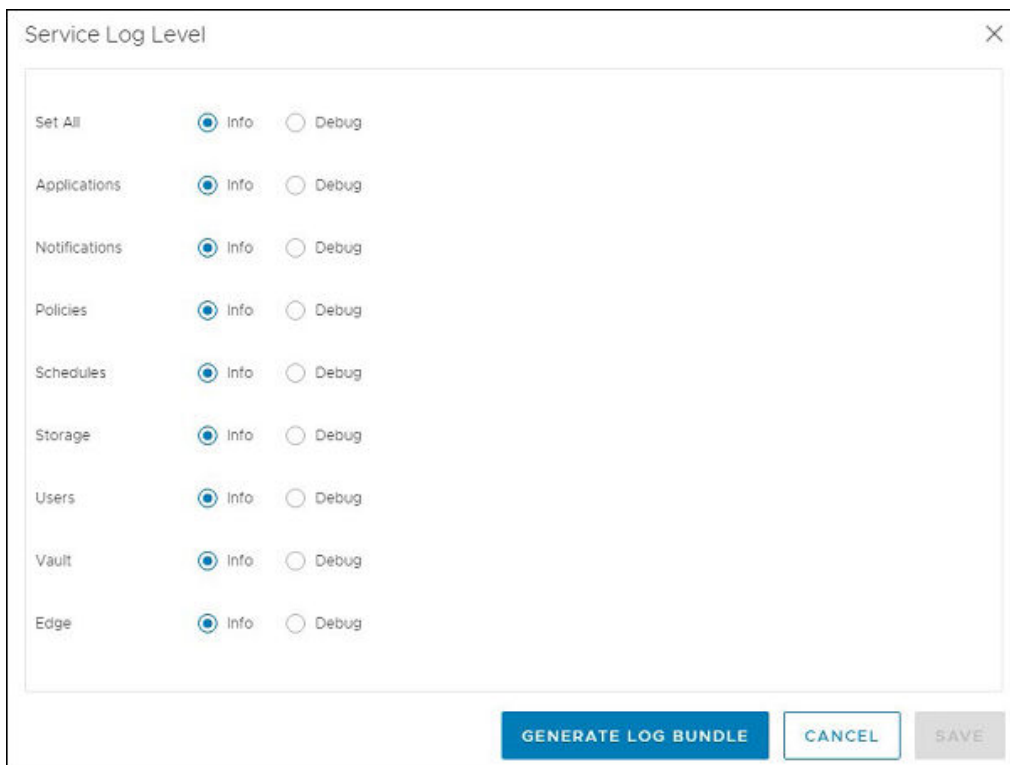 Service Log Level
Set All Info Debug
Applications Info Debug
Notifications Info Debug
Policies Info Debug
Schedules Info Debug
Storage Info Debug
Users Info Debug
Vault Info Debug
Edge Info Debug
GENERATE LOG BUNDLE CANCEL SAVE